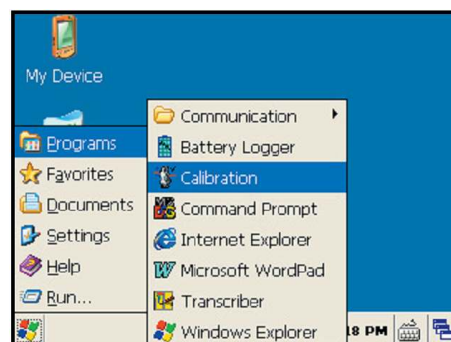 My Device
Programs
Favorites
Documents
Settings
Help
Run...
Communication
Battery Logger
Calibration
Command Prompt
Internet Explorer
Microsoft WordPad
Transcriber
Windows Explorer
18 PM